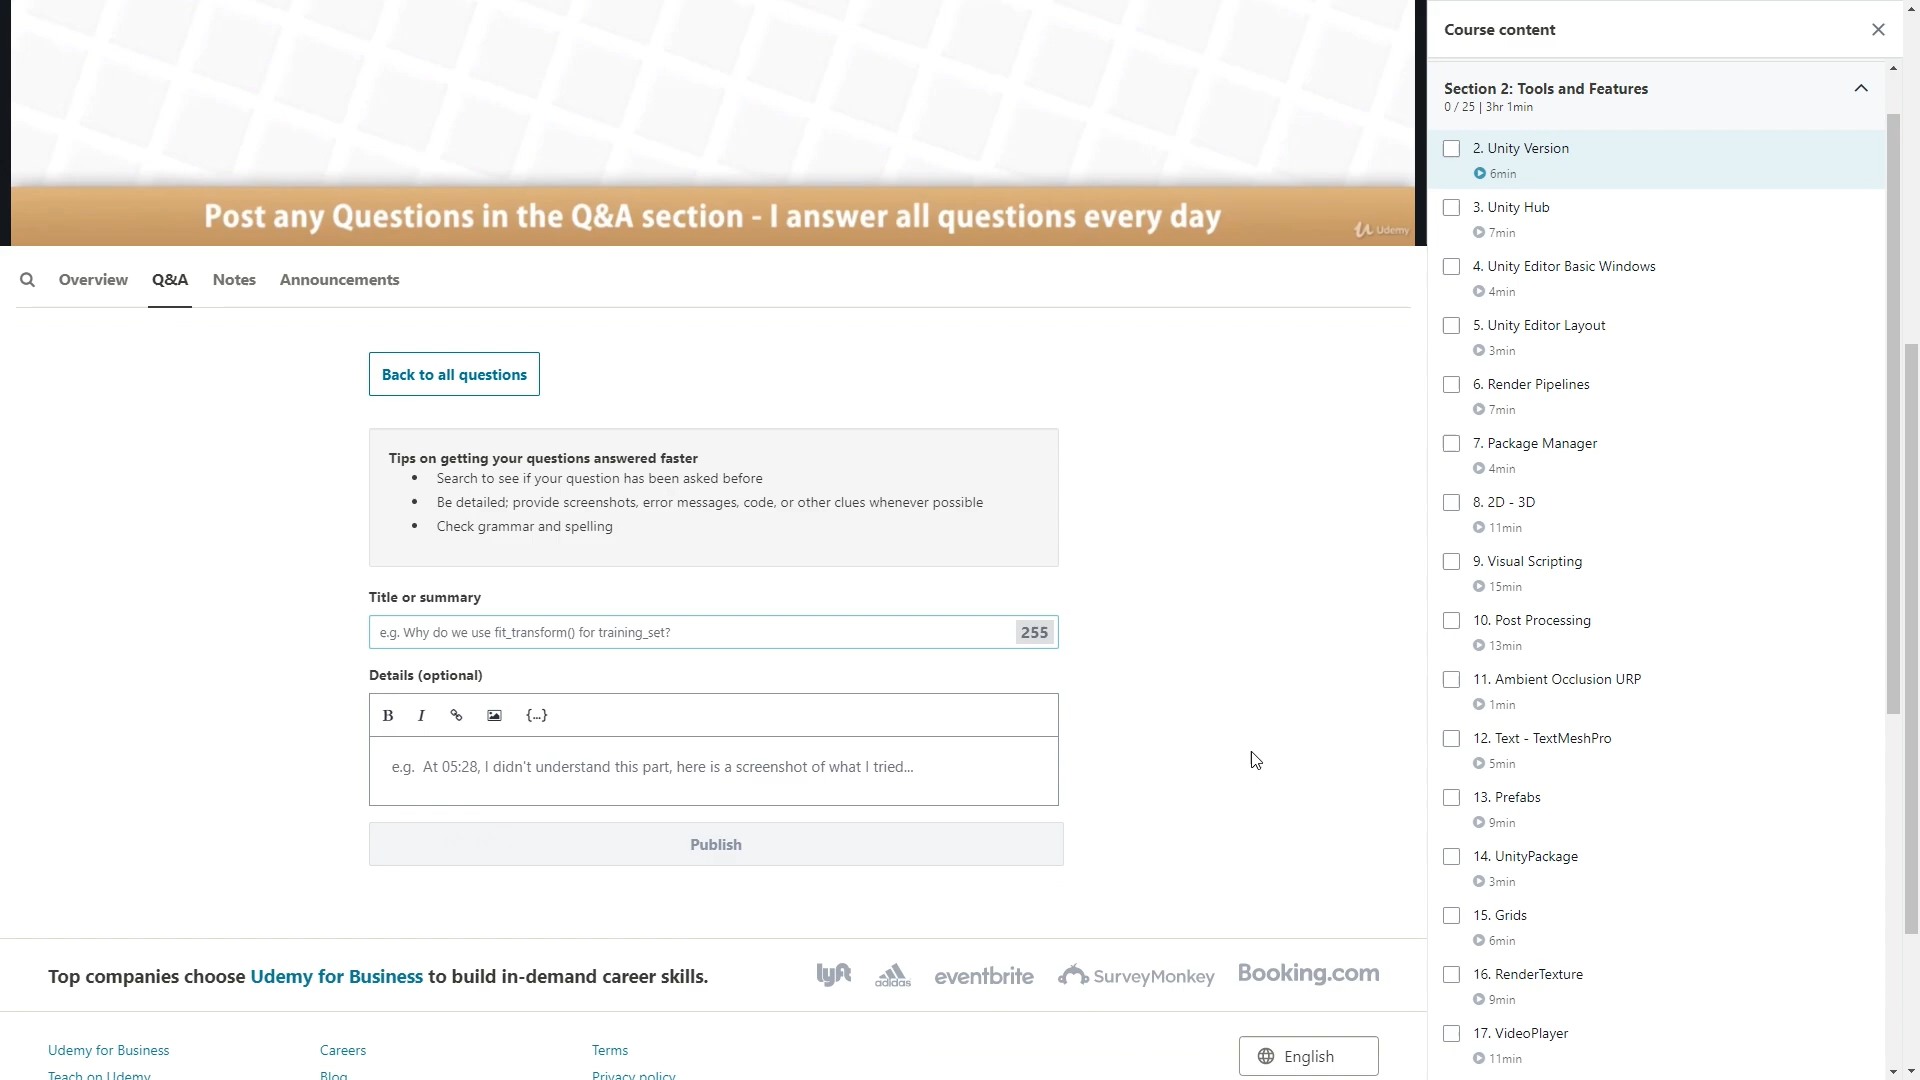 Post any Questions in the Q&A section - I answer all questions every day
Udemy
Overview
Q&A
Notes
Announcements
Back to all questions
Tips on getting your questions answered faster
• Search to see if your question has been asked before
• Be detailed; provide screenshots, error messages, code, or other clues whenever possible
• Check grammar and spelling
Title or summary
e.g. Why do we use fit_transform() for training_set?
255
Details (optional)
B I {...}
e.g. At 05:28, I didn't understand this part, here is a screenshot of what I tried...
Publish
Top companies choose Udemy for Business to build in-demand career skills.
lyft
adidas
eventbrite
SurveyMonkey
Booking.com
Udemy for Business
Careers
Terms
English
Teach on Udemy
Blog
Privacy policy
Course content
Section 2: Tools and Features
0 / 25 | 3hr 1min
2. Unity Version
6min
3. Unity Hub
7min
4. Unity Editor Basic Windows
4min
5. Unity Editor Layout
3min
6. Render Pipelines
7min
7. Package Manager
4min
8. 2D - 3D
11min
9. Visual Scripting
15min
10. Post Processing
13min
11. Ambient Occlusion URP
1min
12. Text - TextMeshPro
5min
13. Prefabs
9min
14. UnityPackage
3min
15. Grids
6min
16. RenderTexture
9min
17. VideoPlayer
11min